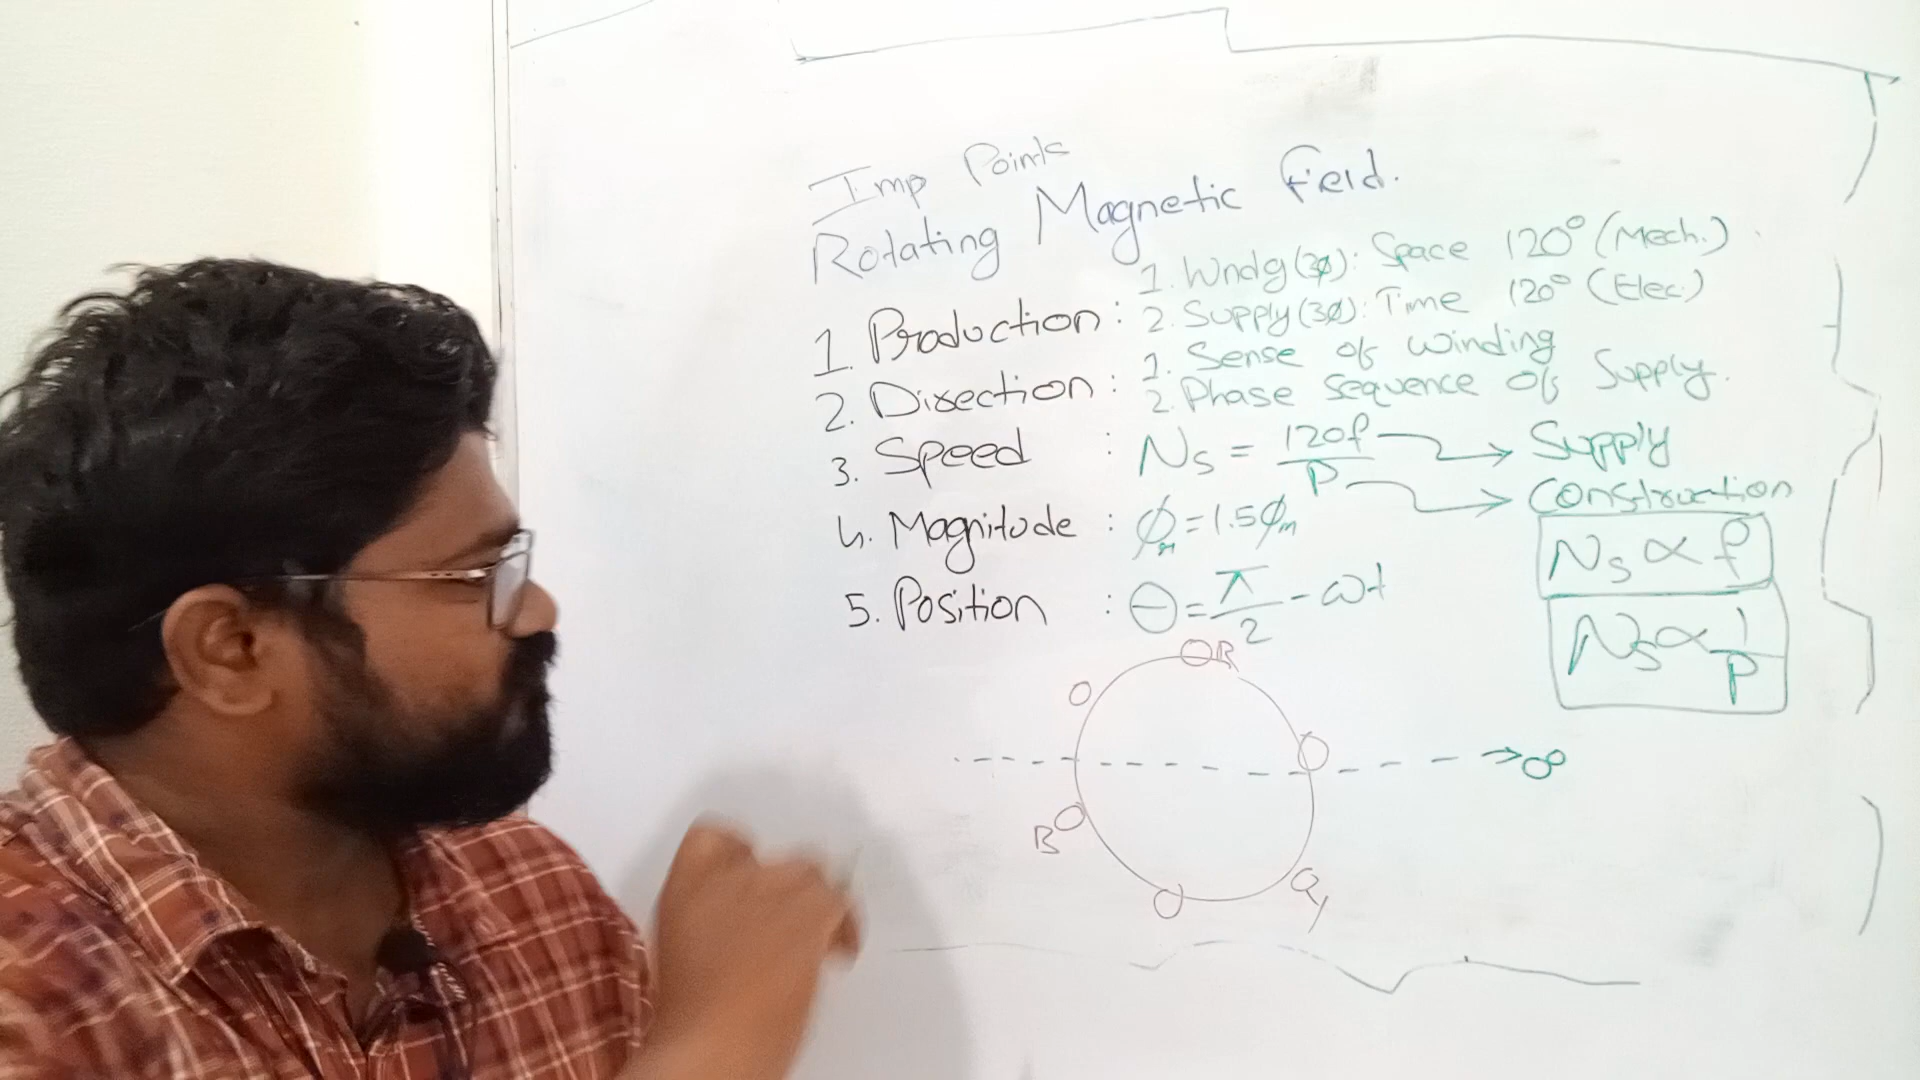 Imp Points
Rotating Magnetic Field.
1. Production : 1. Wndg (3φ): Space 120° (Mech.)
2. Supply (3φ): Time 120° (Elec.)
2. Direction : 1. Sense of Winding
2. Phase Sequence of Supply.
3. Speed : Ns = 120f/P → Supply
→ Construction
4. Magnitude : φr = 1.5φm
Ns ∝ f
5. Position : θ = π/2 - ωt
Ns ∝ 1/P
R
0°
B
Y